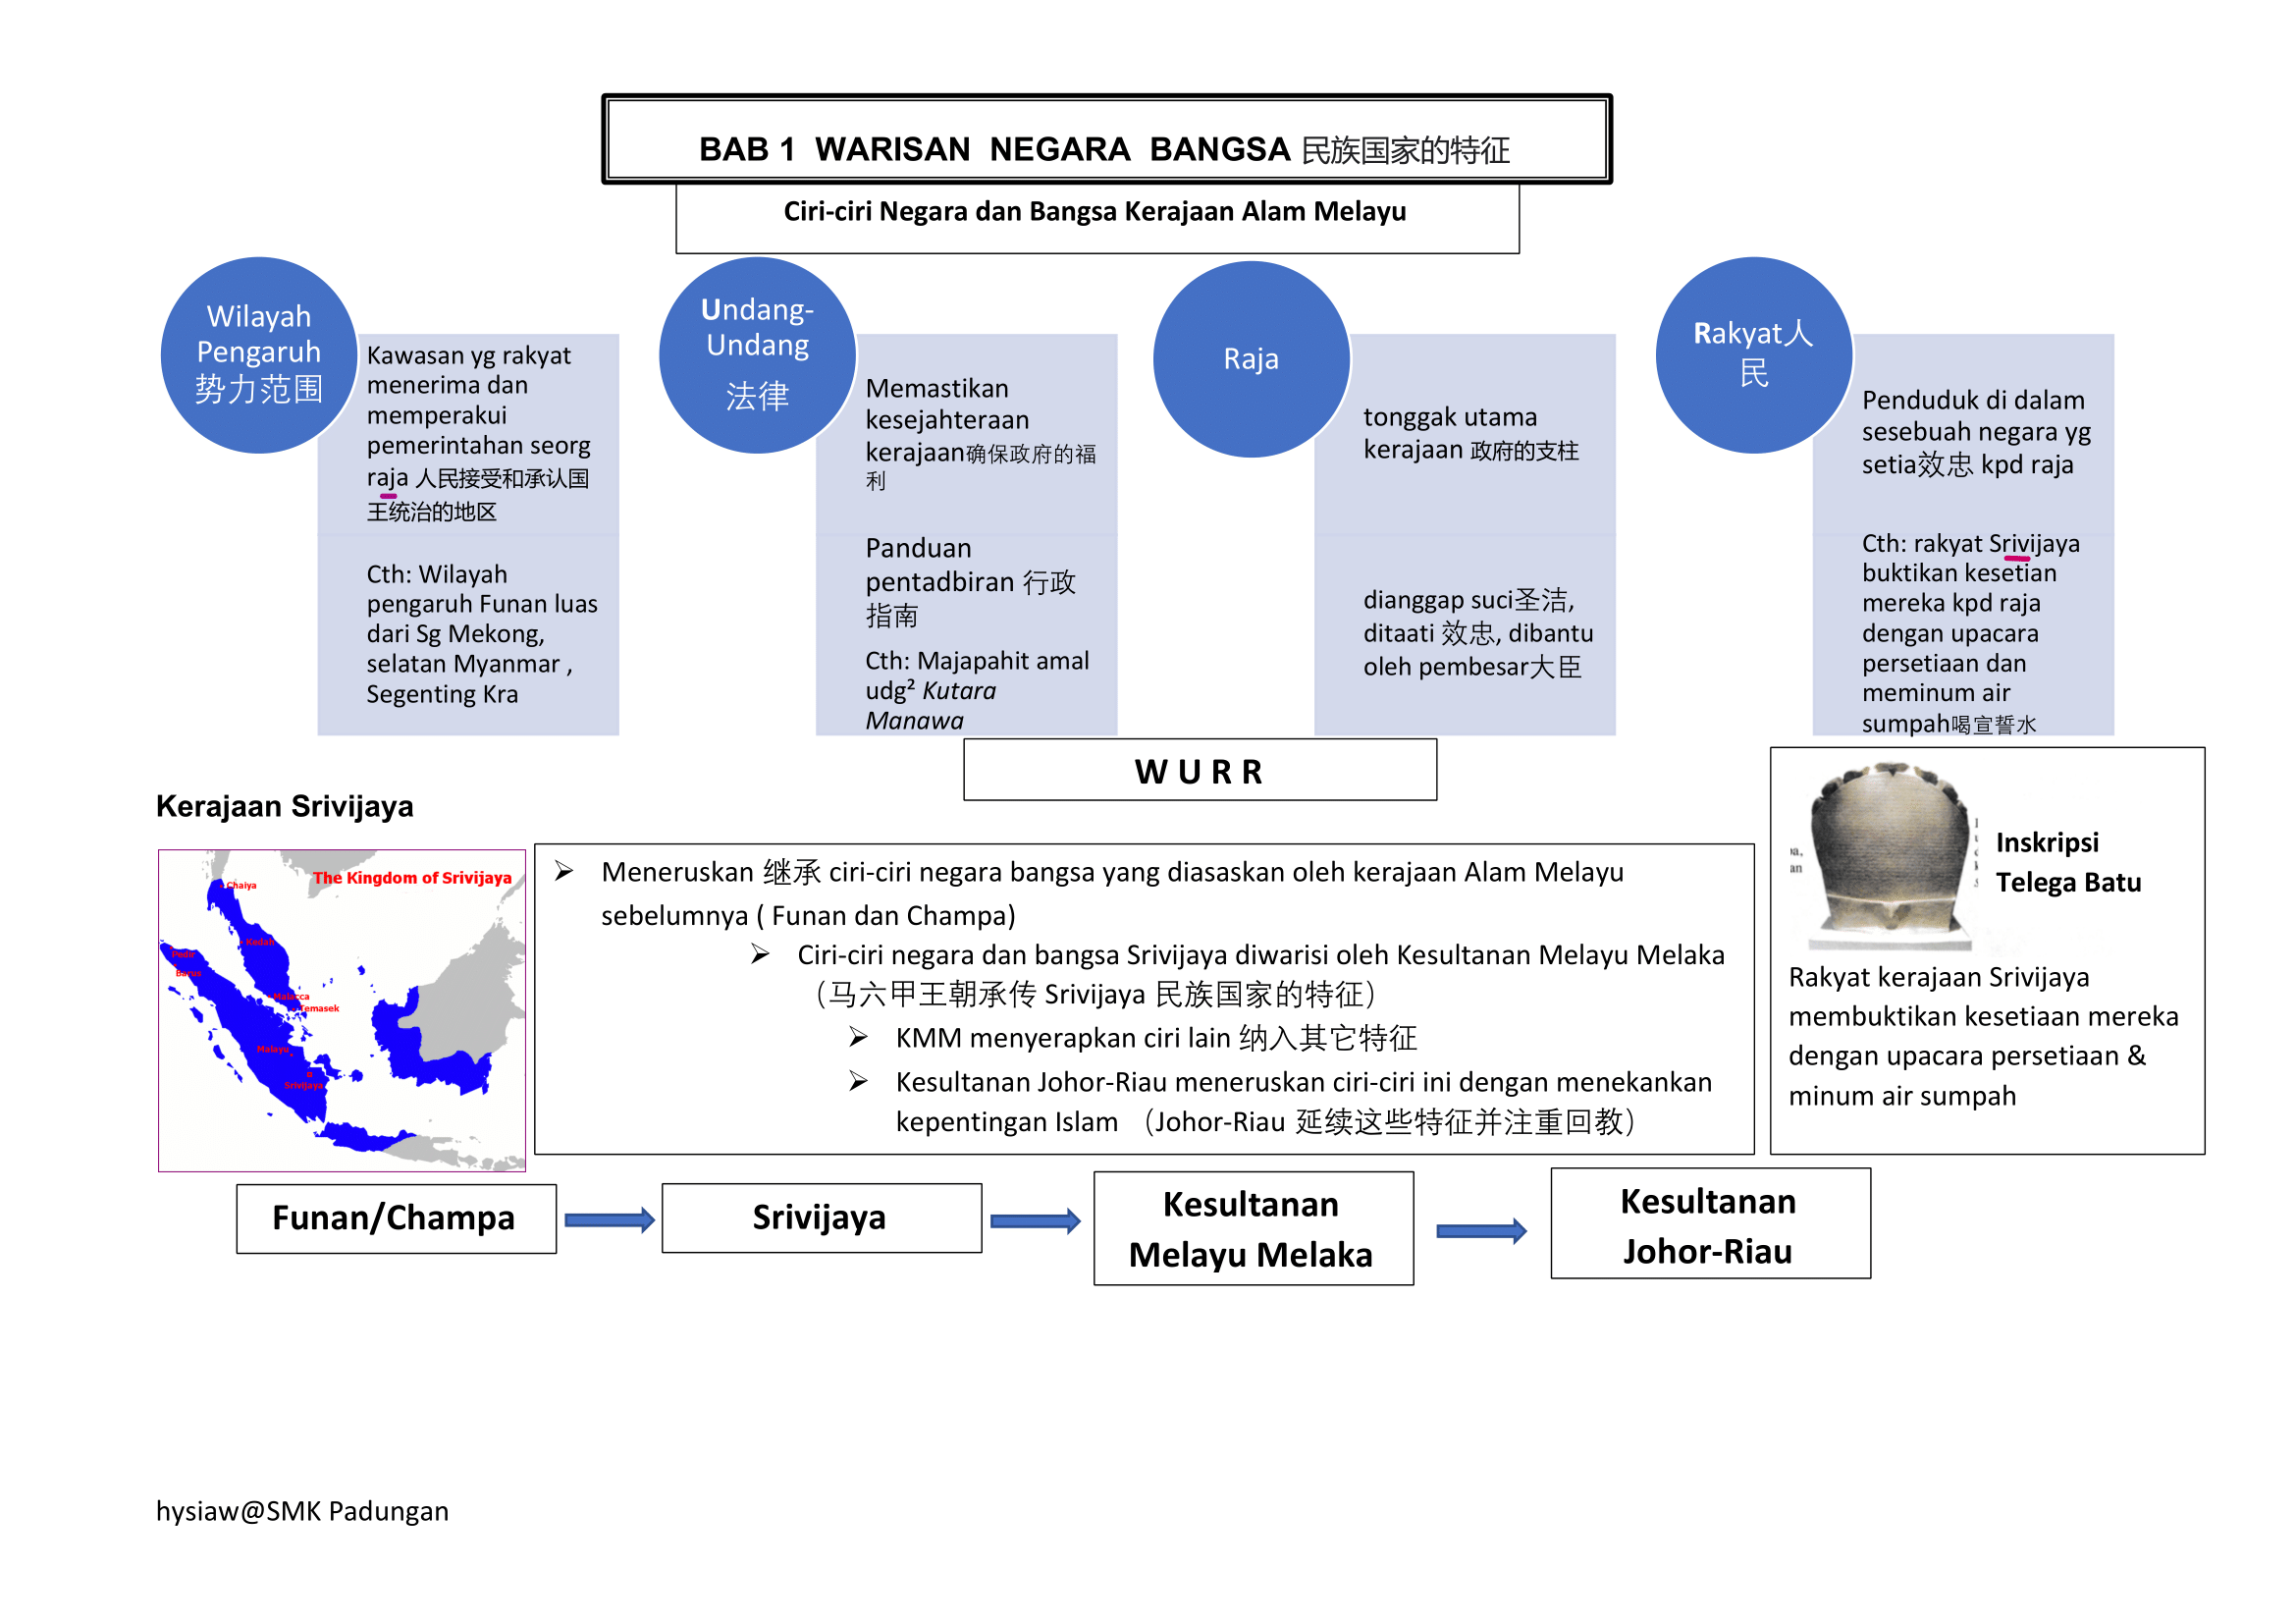 BAB 1 WARISAN NEGARA BANGSA 民族国家的特征
Ciri-ciri Negara dan Bangsa Kerajaan Alam Melayu
Wilayah
Pengaruh
势力范围
Kawasan yg rakyat
menerima dan
memperakui
pemerintahan seorg
raja 人民接受和承认国
王统治的地区
Cth: Wilayah
pengaruh Funan luas
dari Sg Mekong,
selatan Myanmar ,
Segenting Kra
Undang-
Undang
法律
Memastikan
kesejahteraan
kerajaan确保政府的福
利
Panduan
pentadbiran 行政
指南
Cth: Majapahit amal
udg² Kutara
Manawa
Raja
tonggak utama
kerajaan 政府的支柱
dianggap suci圣洁,
ditaati 效忠, dibantu
oleh pembesar大臣
Rakyat人
民
Penduduk di dalam
sesebuah negara yg
setia效忠 kpd raja
Cth: rakyat Srivijaya
buktikan kesetian
mereka kpd raja
dengan upacara
persetiaan dan
meminum air
sumpah喝宣誓水
W U R R
Kerajaan Srivijaya
The Kingdom of Srivijaya
Chaiya
Kedah
Pedir
Barus
Malacca
Temasek
Malayu
Srivijaya
➢ Meneruskan 继承 ciri-ciri negara bangsa yang diasaskan oleh kerajaan Alam Melayu
sebelumnya ( Funan dan Champa)
➢ Ciri-ciri negara dan bangsa Srivijaya diwarisi oleh Kesultanan Melayu Melaka
（马六甲王朝承传 Srivijaya 民族国家的特征）
➢ KMM menyerapkan ciri lain 纳入其它特征
➢ Kesultanan Johor-Riau meneruskan ciri-ciri ini dengan menekankan
kepentingan Islam （Johor-Riau 延续这些特征并注重回教）
Inskripsi
Telega Batu
Rakyat kerajaan Srivijaya
membuktikan kesetiaan mereka
dengan upacara persetiaan &
minum air sumpah
Funan/Champa
Srivijaya
Kesultanan
Melayu Melaka
Kesultanan
Johor-Riau
hysiaw@SMK Padungan